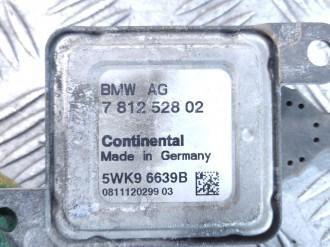 BMW AG
7 812 528 02
Continental
Made in Germany
5WK9 6639B
0811120299 03